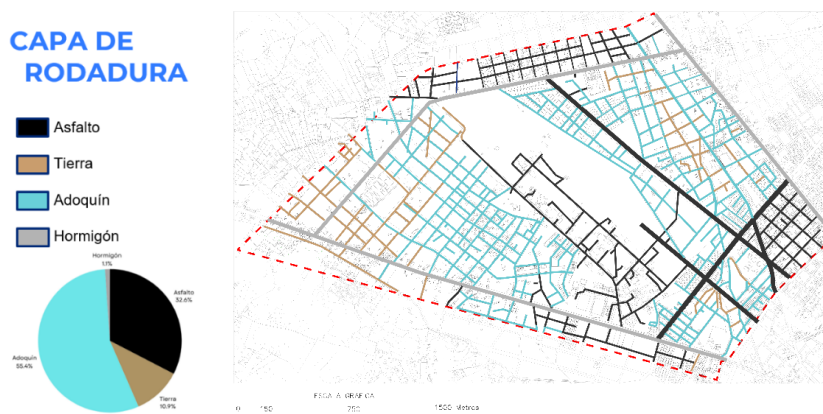 CAPA DE
RODADURA
Asfalto
Tierra
Adoquín
Hormigón
Hormigón
1.1%
Asfalto
32.6%
Adoquín
55.4%
Tierra
10.9%
ESCALA GRAFICA
0 150 750 1500 Metros